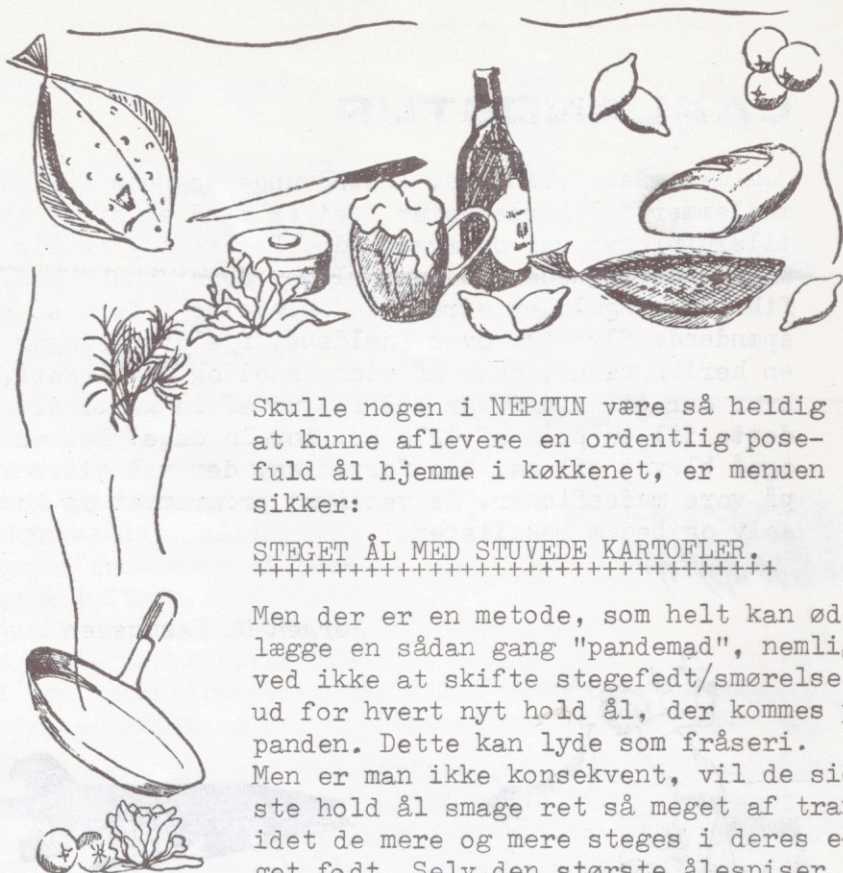 Skulle nogen i NEPTUN være så heldig
at kunne aflevere en ordentlig pose-
fuld ål hjemme i køkkenet, er menuen
sikker:
STEGET ÅL MED STUVEDE KARTOFLER.
++++++++++++++++++++++++++++++++
Men der er en metode, som helt kan ød
lægge en sådan gang "pandemad", nemlig
ved ikke at skifte stegefedt/smørelse
ud for hvert nyt hold ål, der kommes
panden. Dette kan lyde som fråseri.
Men er man ikke konsekvent, vil de sid
ste hold ål smage ret så meget af tran
idet de mere og mere steges i deres e-
get fedt. Selv den største ålespiser